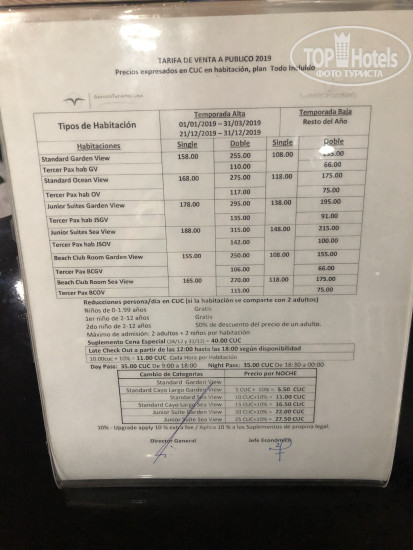 TOP Hotels
ФОТО ТУРИСТА
TARIFA DE VENTA A PUBLICO 2019
Precios expresados en CUC en habitación, plan Todo Incluido
Tipos de Habitación Temporada Alta Temporada Baja
01/01/2019 – 31/03/2019 Resto del Año
21/12/2019 – 31/12/2019
Habitaciones Single Doble Single Doble
Standard Garden View 158.00 255.00 108.00
Tercer Pax hab GV 110.00 66.00
Standard Ocean View 168.00 275.00 118.00 175.00
Tercer Pax hab OV 117.00 75.00
Junior Suites Garden View 178.00 295.00 138.00 195.00
Tercer Pax hab JSGV 135.00 91.00
Junior Suites Sea View 188.00 315.00 148.00 215.00
Tercer Pax hab JSOV 142.00 100.00
Beach Club Room Garden View 155.00 250.00 108.00 155.00
Tercer Pax BCGV 106.00 66.00
Beach Club Room Sea View 165.00 270.00 118.00 175.00
Tercer Pax BCOV 113.00 75.00
Reducciones persona/dia en CUC (si la habitación se comparte con 2 adultos)
Niños de 0-1.99 años Gratis
1er niño de 2-12 años Gratis
2do niño de 2-12 años 50% de descuento del precio de un adulto.
Máximo de admisión: 2 adultos + 2 niños por habitación
Suplemento Cena Especial (24/12 y 31/12) = 40.00 CUC
Late Check Out a partir de las 12:00 hasta las 18:00 según disponibilidad
10.00cuc + 10% = 11.00 CUC Cada Hora por Habitación
Day Pass: 35.00 CUC De 9:00 a 18:00 Night Pass: 35.00 CUC De 18:30 a 00:00
Cambio de Categorías Precio por NOCHE
Standard Garden View
Standard Cayo Largo Garden View 5 CUC+ 10% = 5.50 CUC
Standard Sea View 10 CUC+ 10% = 11.00 CUC
Standard Cayo Largo Sea View 15 CUC+ 10% = 16.50 CUC
Junior Suite Garden View 20 CUC+ 10% = 22.00 CUC
Junior Suite Sea View 25 CUC+ 10% = 27.50 CUC
10% - Upgrade apply 10 % extra fee / Aplica 10 % a los Suplementos de propina legal.
Director General Jefe Económico